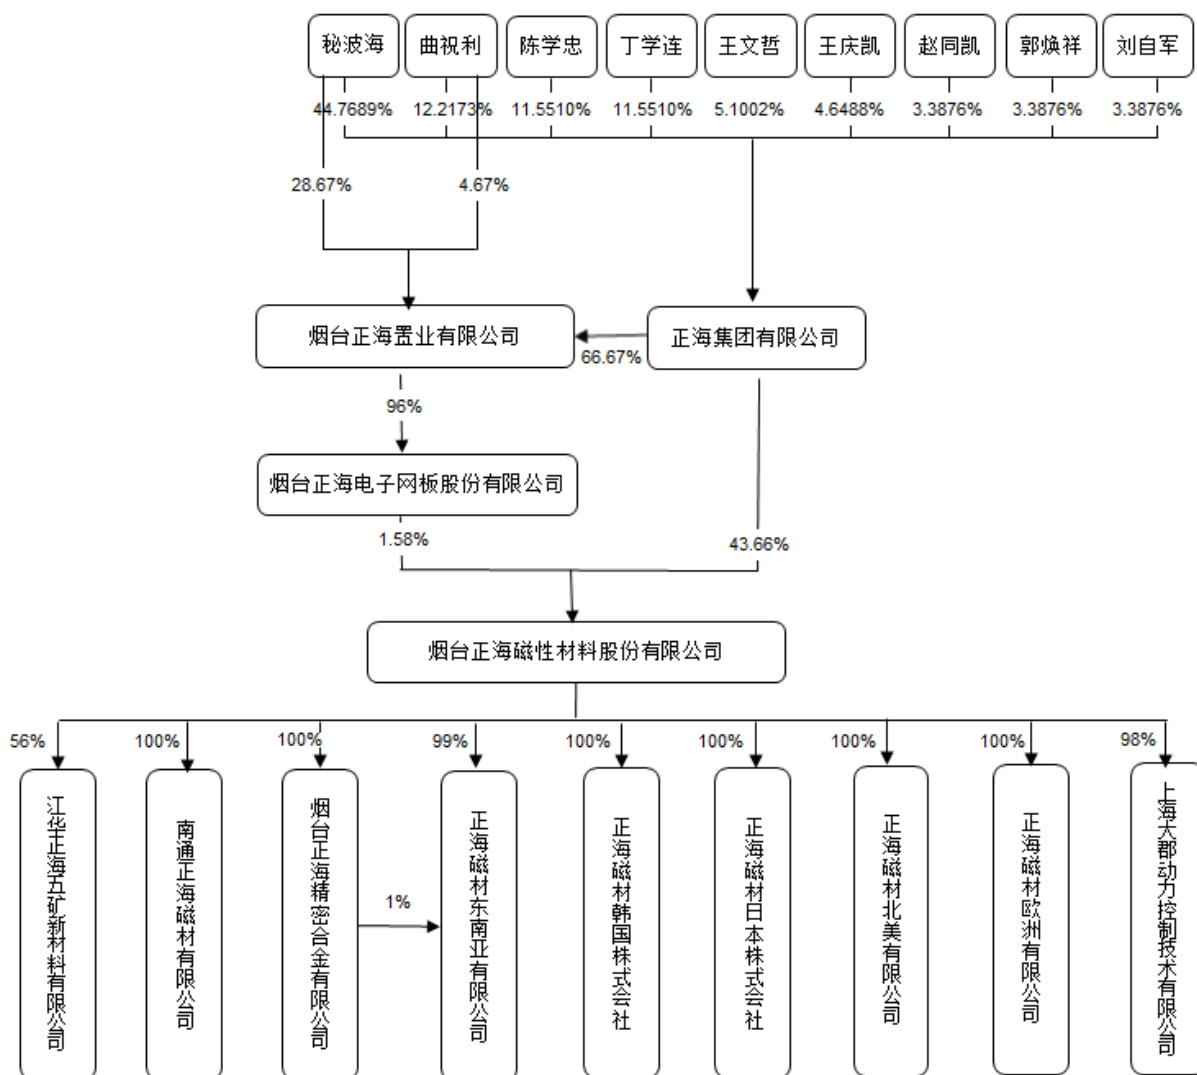 秘波海
曲祝利
陈学忠
丁学连
王文哲
王庆凯
赵同凯
郭焕祥
刘自军
44.7689%
12.2173%
11.5510%
11.5510%
5.1002%
4.6488%
3.3876%
3.3876%
3.3876%
28.67%
4.67%
烟台正海置业有限公司
正海集团有限公司
66.67%
96%
烟台正海电子网板股份有限公司
1.58%
43.66%
烟台正海磁性材料股份有限公司
56%
100%
100%
99%
100%
100%
100%
100%
98%
江华正海五矿新材料有限公司
南通正海磁材有限公司
烟台正海精密合金有限公司
1%
正海磁材东南亚有限公司
正海磁材韩国株式会社
正海磁材日本株式会社
正海磁材北美有限公司
正海磁材欧洲有限公司
上海大郡动力控制技术有限公司